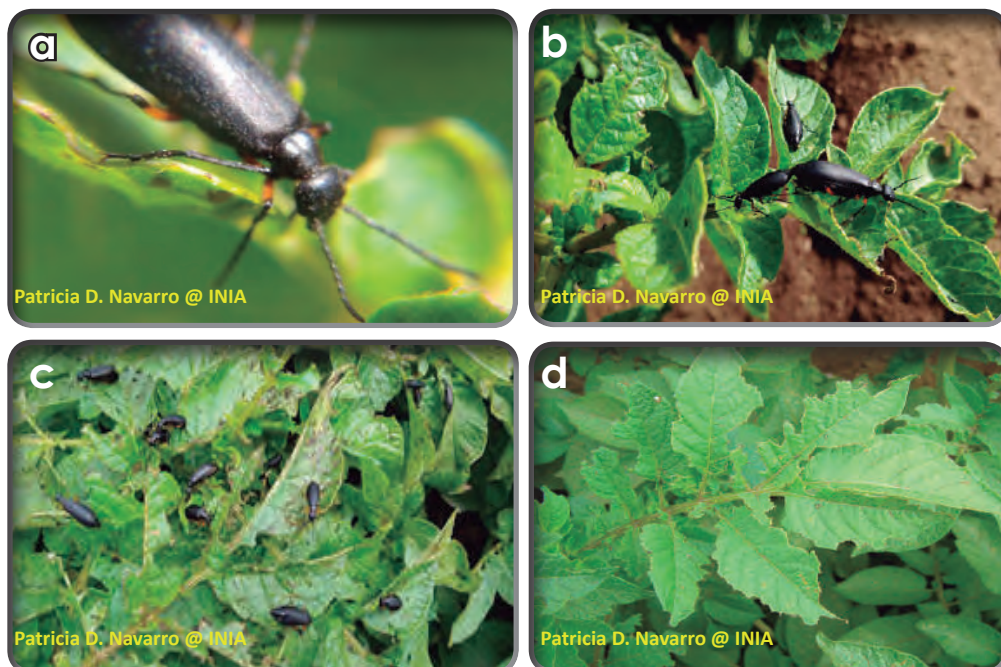 a
Patricia D. Navarro @ INIA
b
Patricia D. Navarro @ INIA
c
Patricia D. Navarro @ INIA
d
Patricia D. Navarro @ INIA